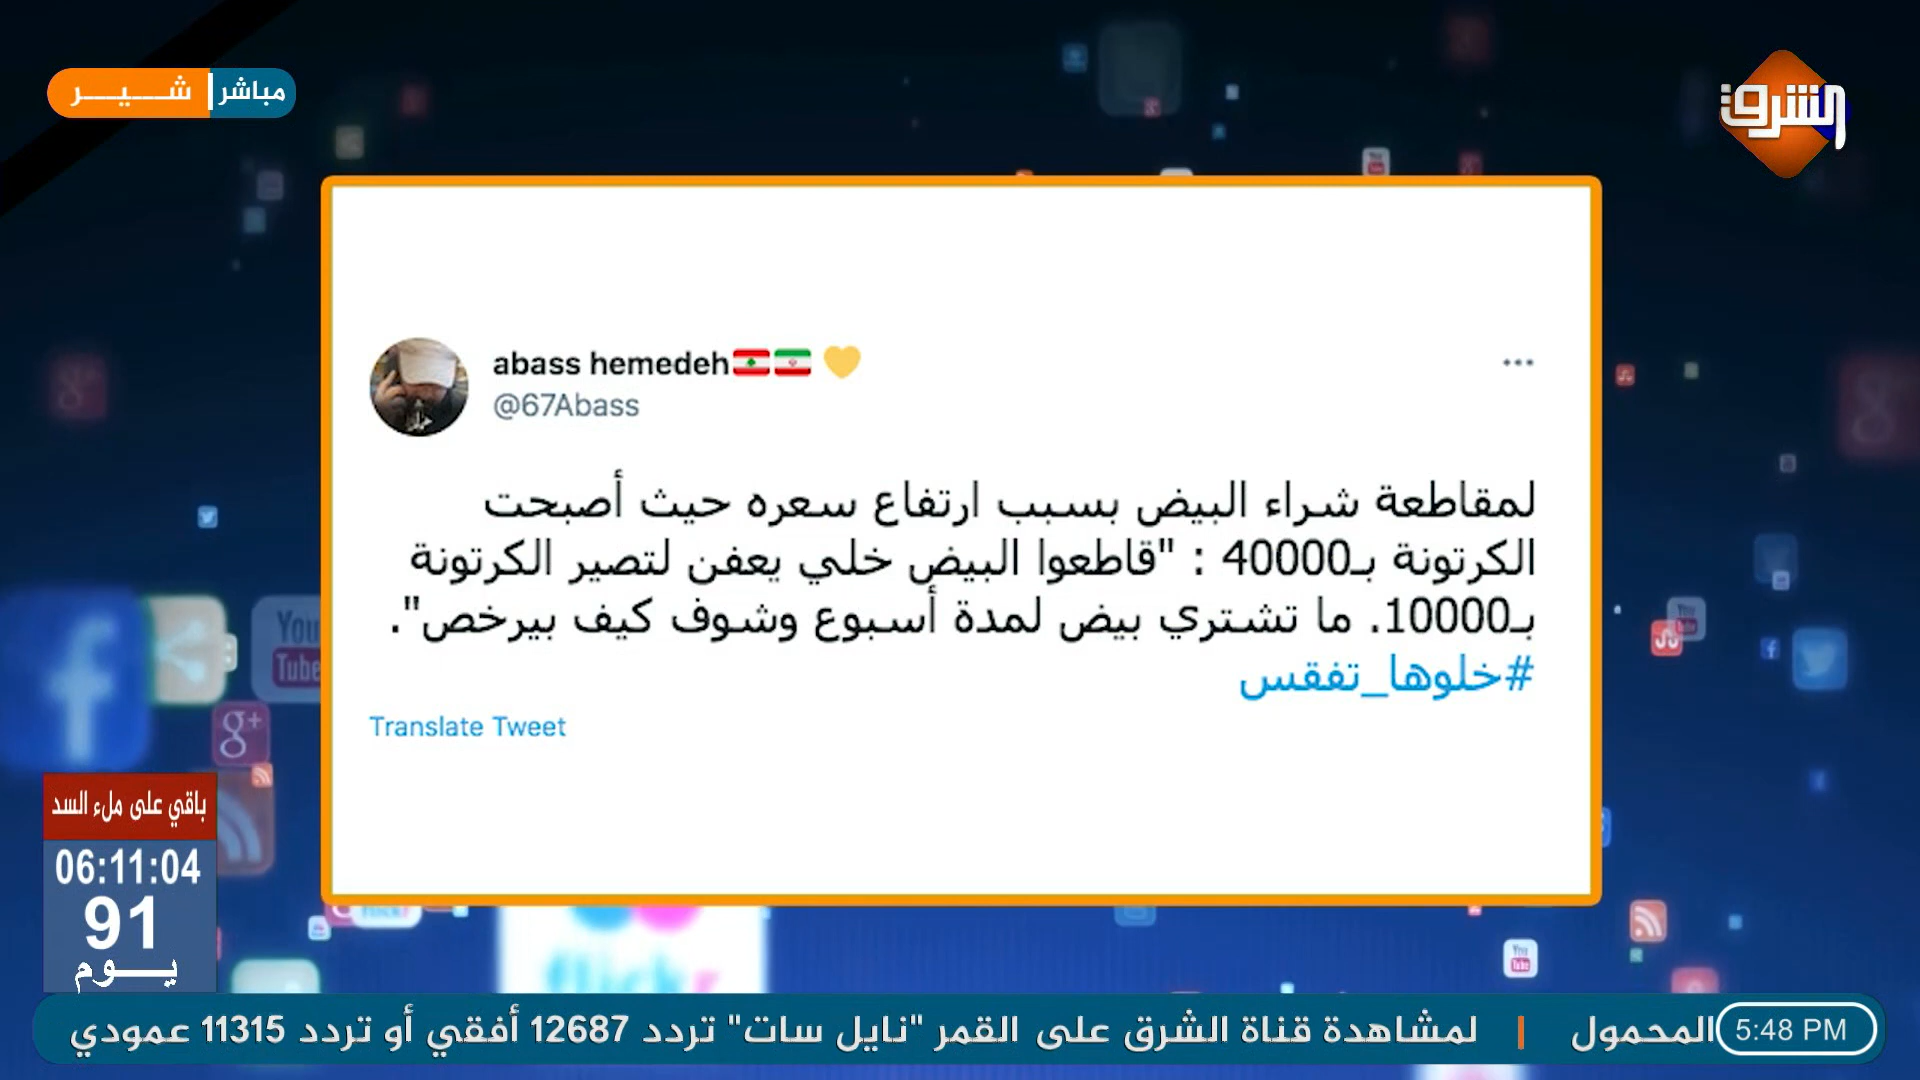 مباشر شـــيـــر
الشرق
abass hemedeh🇱🇧🇮🇷 💛
@67Abass
لمقاطعة شراء البيض بسبب ارتفاع سعره حيث أصبحت
الكرتونة بـ40000 : "قاطعوا البيض خلي يعفن لتصير الكرتونة
بـ10000. ما تشتري بيض لمدة أسبوع وشوف كيف بيرخص".
#خلوها_تفقس
Translate Tweet
You
Tube
باقي على ملء السد
06:11:04
91
يـــوم
flickr
5:48 PM
المحمول | لمشاهدة قناة الشرق على القمر "نايل سات" تردد 12687 أفقي أو تردد 11315 عمودي